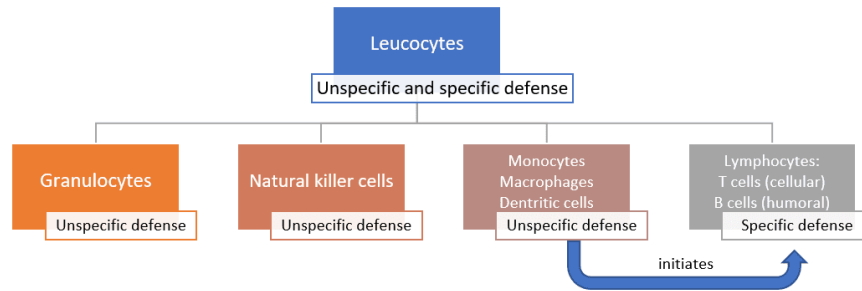 Leucocytes
Unspecific and specific defense
Granulocytes
Unspecific defense
Natural killer cells
Unspecific defense
Monocytes
Macrophages
Dentritic cells
Unspecific defense
Lymphocytes:
T cells (cellular)
B cells (humoral)
Specific defense
initiates